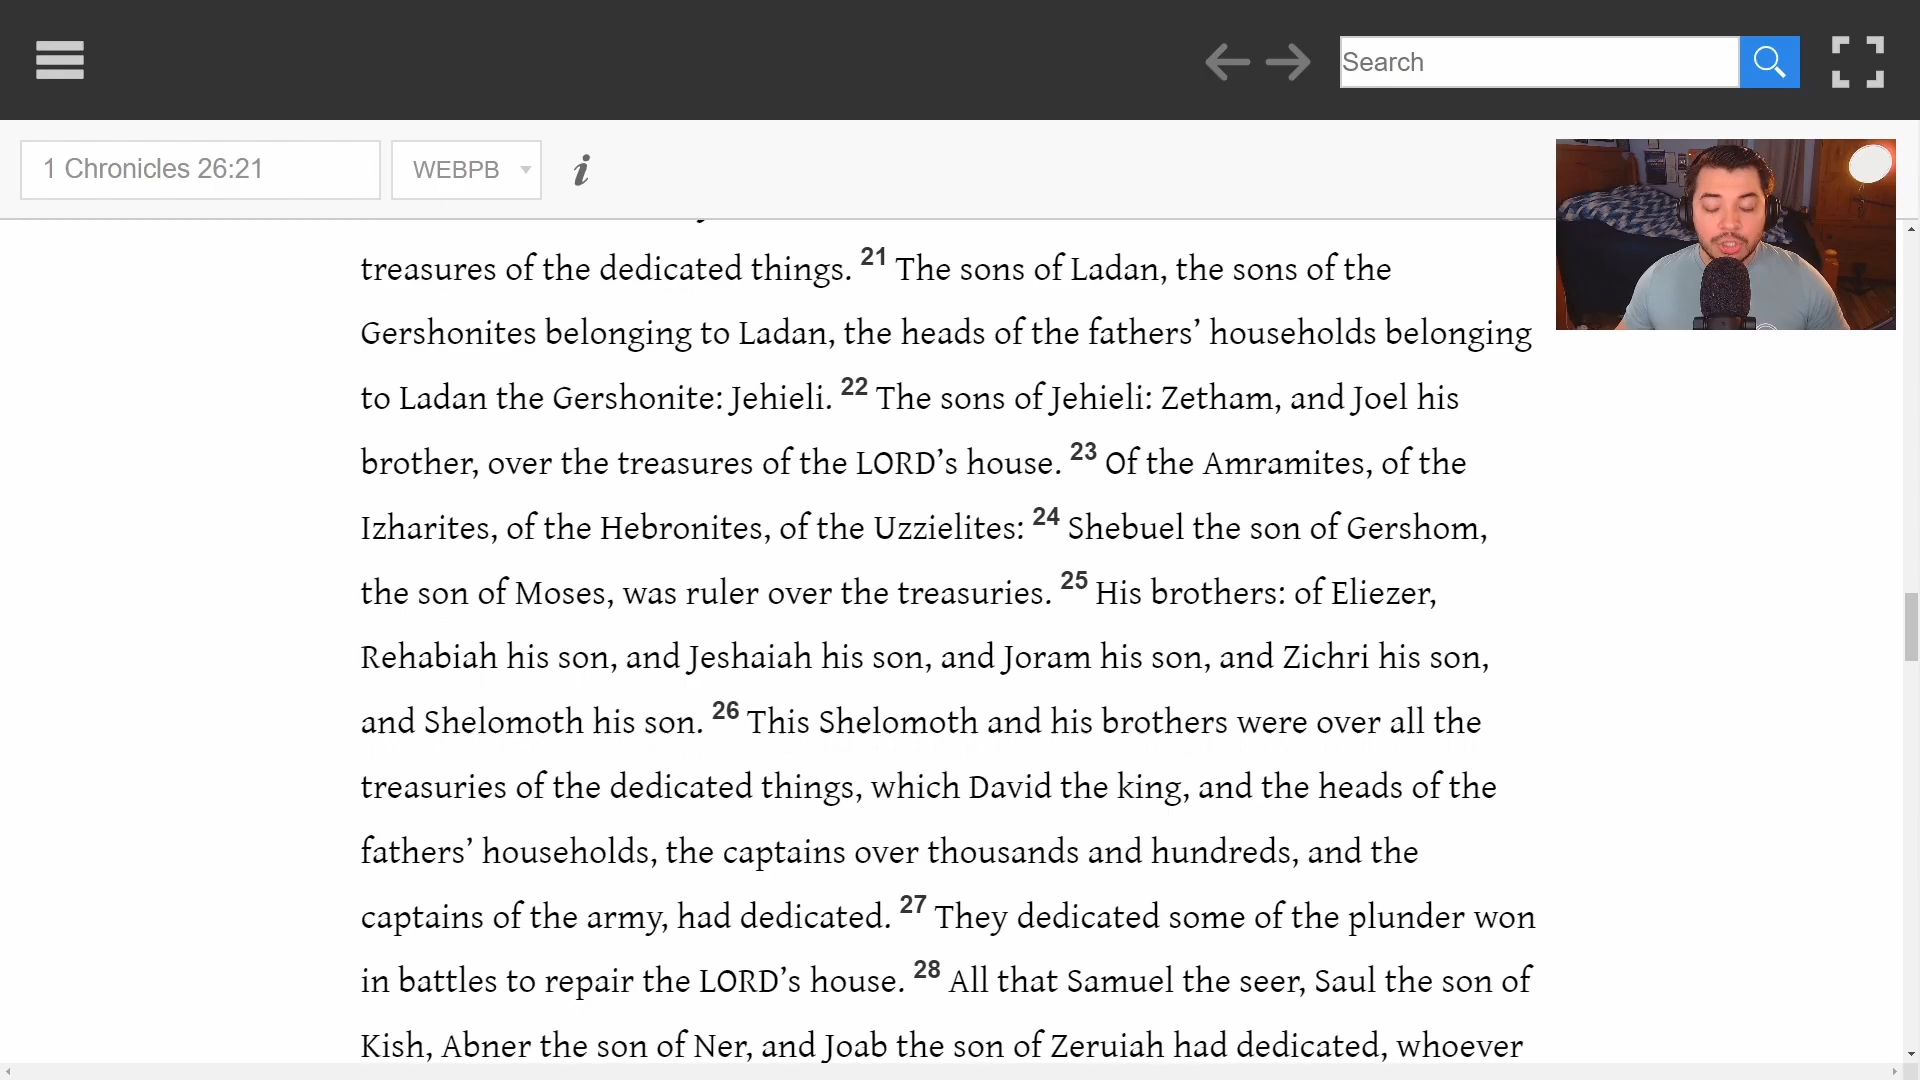 Search
1 Chronicles 26:21
WEBPB
treasures of the dedicated things. 21 The sons of Ladan, the sons of the
Gershonites belonging to Ladan, the heads of the fathers’ households belonging
to Ladan the Gershonite: Jehieli. 22 The sons of Jehieli: Zetham, and Joel his
brother, over the treasures of the LORD’s house. 23 Of the Amramites, of the
Izharites, of the Hebronites, of the Uzzielites: 24 Shebuel the son of Gershom,
the son of Moses, was ruler over the treasuries. 25 His brothers: of Eliezer,
Rehabiah his son, and Jeshaiah his son, and Joram his son, and Zichri his son,
and Shelomoth his son. 26 This Shelomoth and his brothers were over all the
treasuries of the dedicated things, which David the king, and the heads of the
fathers’ households, the captains over thousands and hundreds, and the
captains of the army, had dedicated. 27 They dedicated some of the plunder won
in battles to repair the LORD’s house. 28 All that Samuel the seer, Saul the son of
Kish, Abner the son of Ner, and Joab the son of Zeruiah had dedicated, whoever